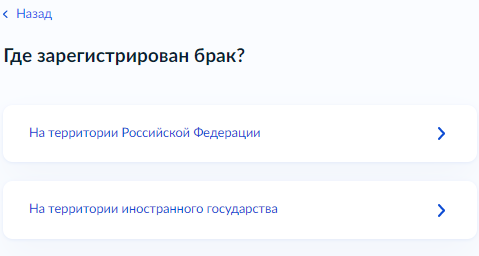 Назад
Где зарегистрирован брак?
На территории Российской Федерации
На территории иностранного государства